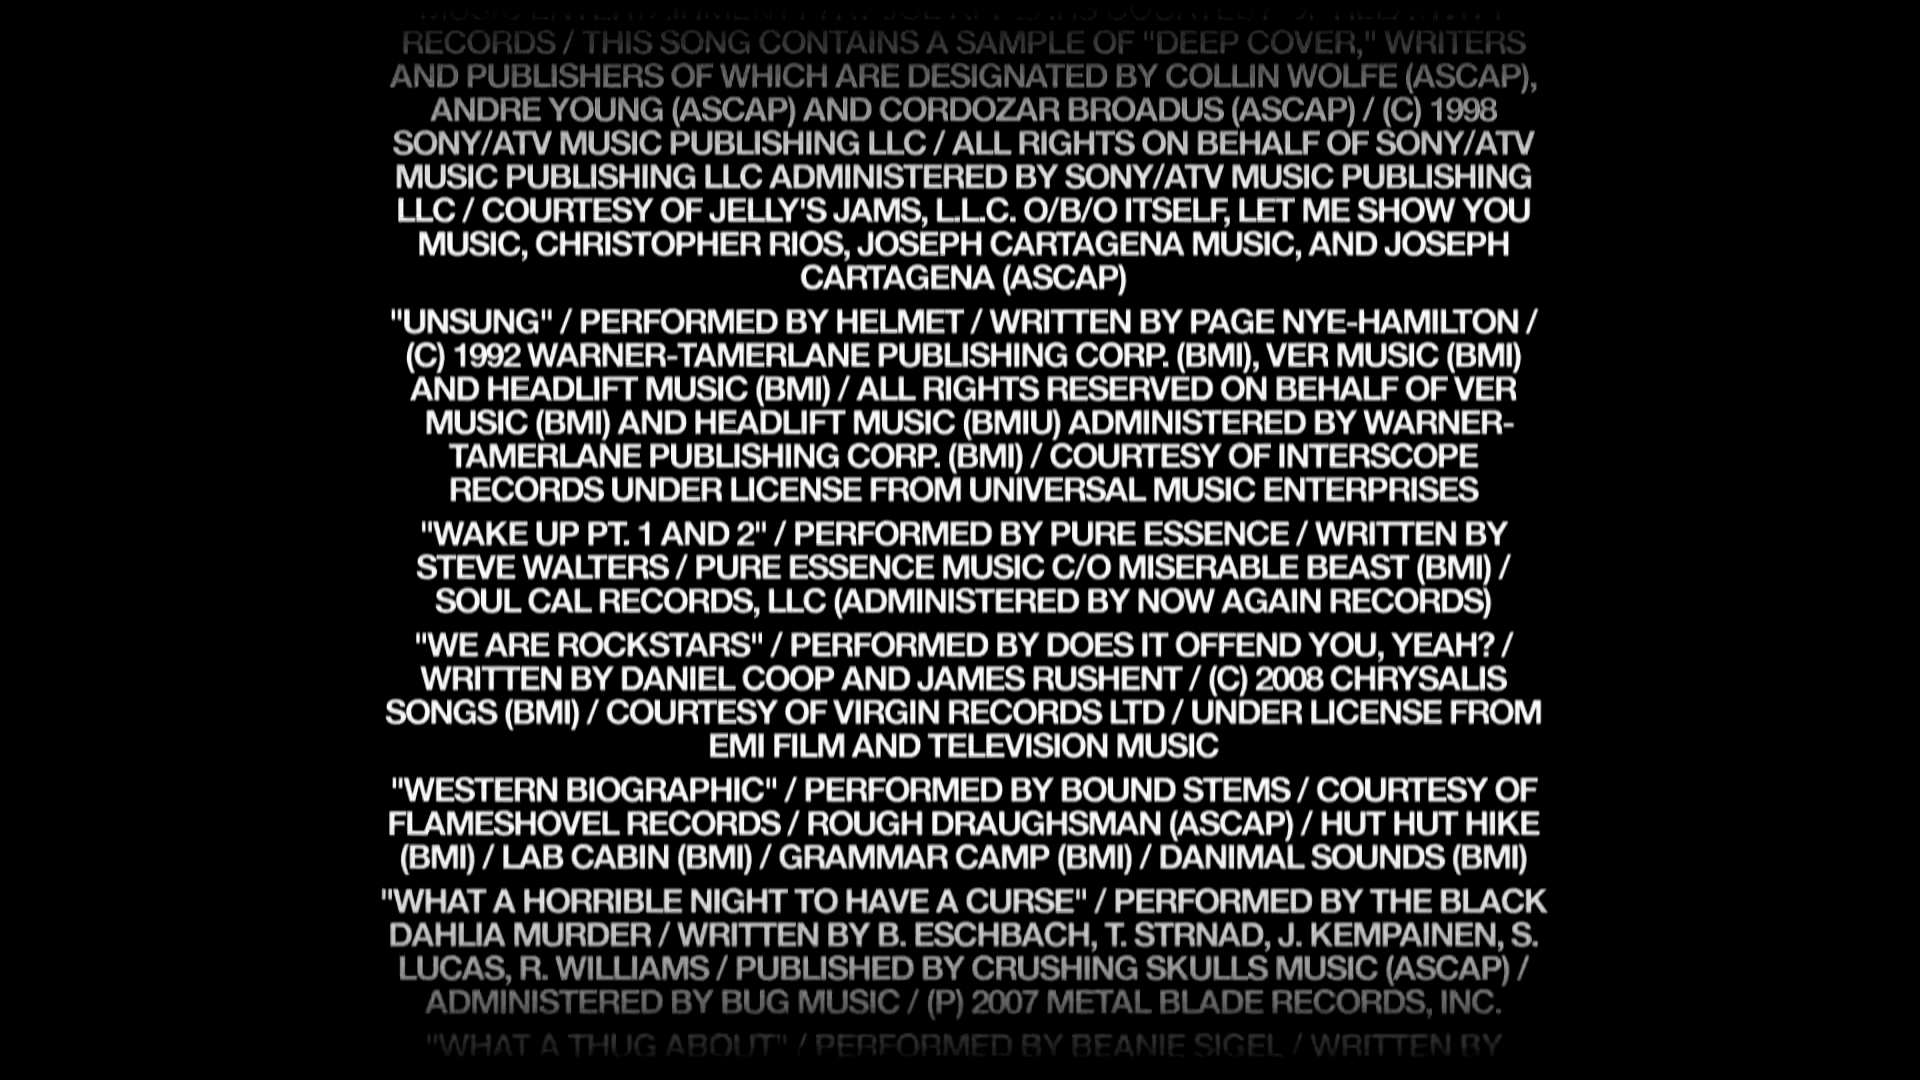 RECORDS / THIS SONG CONTAINS A SAMPLE OF "DEEP COVER," WRITERS
AND PUBLISHERS OF WHICH ARE DESIGNATED BY COLLIN WOLFE (ASCAP),
ANDRE YOUNG (ASCAP) AND CORDOZAR BROADUS (ASCAP) / (C) 1998
SONY/ATV MUSIC PUBLISHING LLC / ALL RIGHTS ON BEHALF OF SONY/ATV
MUSIC PUBLISHING LLC ADMINISTERED BY SONY/ATV MUSIC PUBLISHING
LLC / COURTESY OF JELLY'S JAMS, L.L.C. O/B/O ITSELF, LET ME SHOW YOU
MUSIC, CHRISTOPHER RIOS, JOSEPH CARTAGENA MUSIC, AND JOSEPH
CARTAGENA (ASCAP)
"UNSUNG" / PERFORMED BY HELMET / WRITTEN BY PAGE NYE-HAMILTON /
(C) 1992 WARNER-TAMERLANE PUBLISHING CORP. (BMI), VER MUSIC (BMI)
AND HEADLIFT MUSIC (BMI) / ALL RIGHTS RESERVED ON BEHALF OF VER
MUSIC (BMI) AND HEADLIFT MUSIC (BMIU) ADMINISTERED BY WARNER-
TAMERLANE PUBLISHING CORP. (BMI) / COURTESY OF INTERSCOPE
RECORDS UNDER LICENSE FROM UNIVERSAL MUSIC ENTERPRISES
"WAKE UP PT. 1 AND 2" / PERFORMED BY PURE ESSENCE / WRITTEN BY
STEVE WALTERS / PURE ESSENCE MUSIC C/O MISERABLE BEAST (BMI) /
SOUL CAL RECORDS, LLC (ADMINISTERED BY NOW AGAIN RECORDS)
"WE ARE ROCKSTARS" / PERFORMED BY DOES IT OFFEND YOU, YEAH? /
WRITTEN BY DANIEL COOP AND JAMES RUSHENT / (C) 2008 CHRYSALIS
SONGS (BMI) / COURTESY OF VIRGIN RECORDS LTD / UNDER LICENSE FROM
EMI FILM AND TELEVISION MUSIC
"WESTERN BIOGRAPHIC" / PERFORMED BY BOUND STEMS / COURTESY OF
FLAMESHOVEL RECORDS / ROUGH DRAUGHSMAN (ASCAP) / HUT HUT HIKE
(BMI) / LAB CABIN (BMI) / GRAMMAR CAMP (BMI) / DANIMAL SOUNDS (BMI)
"WHAT A HORRIBLE NIGHT TO HAVE A CURSE" / PERFORMED BY THE BLACK
DAHLIA MURDER / WRITTEN BY B. ESCHBACH, T. STRNAD, J. KEMPAINEN, S.
LUCAS, R. WILLIAMS / PUBLISHED BY CRUSHING SKULLS MUSIC (ASCAP) /
ADMINISTERED BY BUG MUSIC / (P) 2007 METAL BLADE RECORDS, INC.
"WHAT A THUG ABOUT" / PERFORMED BY BEANIE SIGEL / WRITTEN BY